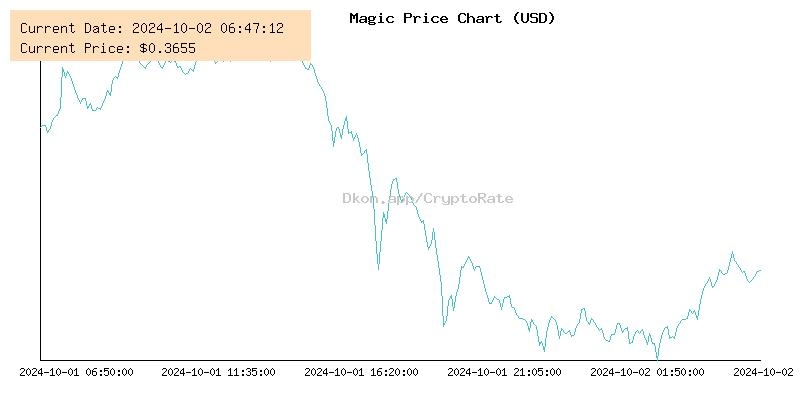 Magic Price Chart (USD)
Current Date: 2024-10-02 06:47:12
Current Price: $0.3655
Dkon.app/CryptoRate
2024-10-01 06:50:00 2024-10-01 11:35:00 2024-10-01 16:20:00 2024-10-01 21:05:00 2024-10-02 01:50:00 2024-10-02